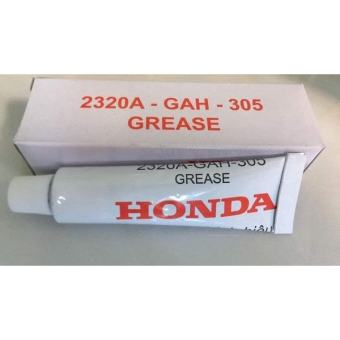 2320A - GAH - 305
GREASE
2320A-GAH-305
GREASE
HONDA